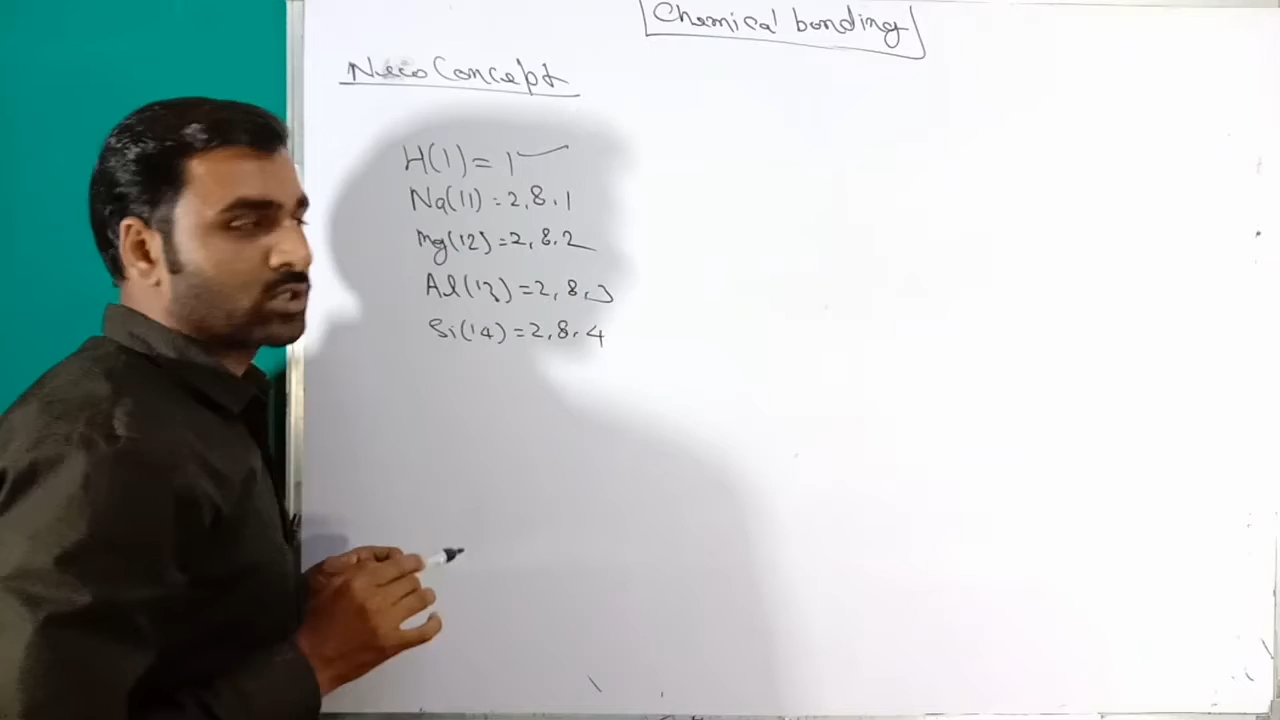 Chemical bonding
Neco Concept
H(1) = 1
Na(11) = 2,8,1
Mg(12) = 2,8,2
Al(13) = 2,8,3
Si(14) = 2,8,4